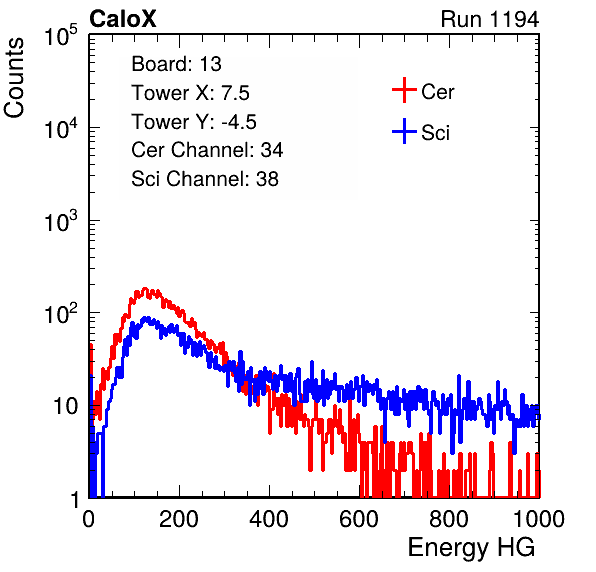 CaloX Run 1194
Counts
Board: 13
Tower X: 7.5
Tower Y: -4.5
Cer Channel: 34
Sci Channel: 38
Cer
Sci
10^5
10^4
10^3
10^2
10
1
0 200 400 600 800 1000
Energy HG